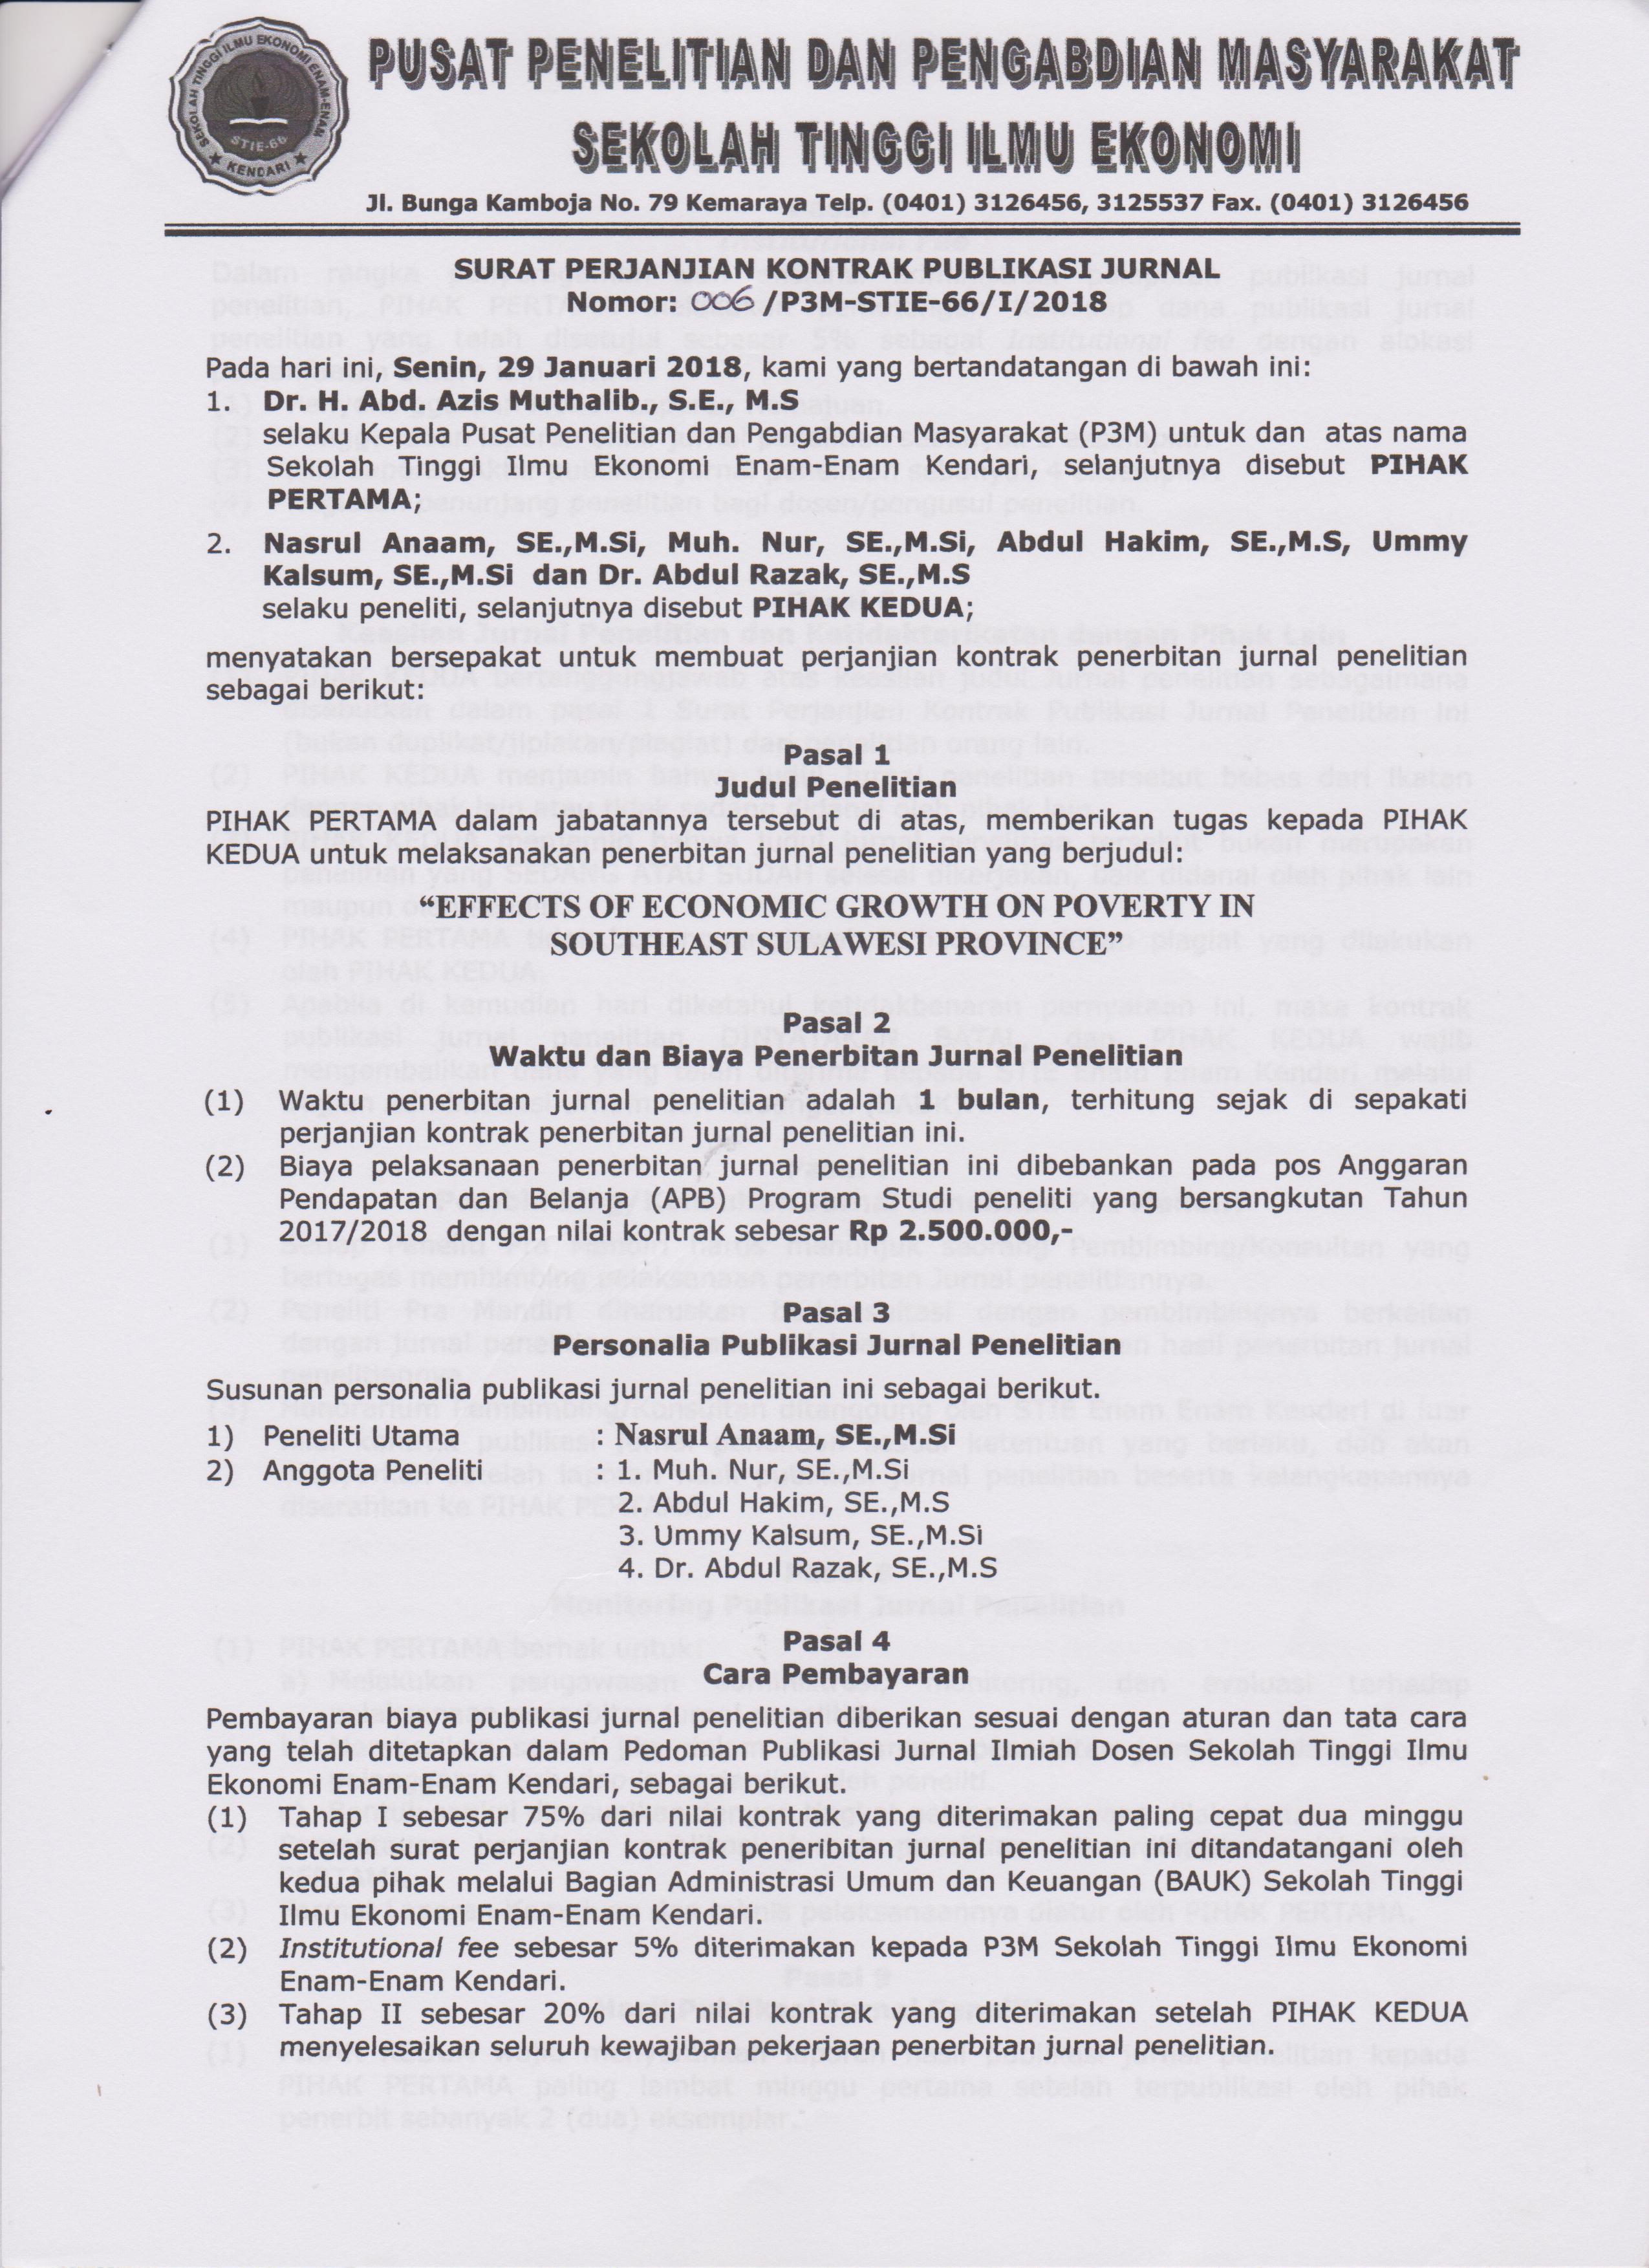 SEKOLAH TINGGI ILMU EKONOMI ENAM-ENAM
STIE-66
KENDARI
PUSAT PENELITIAN DAN PENGABDIAN MASYARAKAT
SEKOLAH TINGGI ILMU EKONOMI
Jl. Bunga Kamboja No. 79 Kemaraya Telp. (0401) 3126456, 3125537 Fax. (0401) 3126456
SURAT PERJANJIAN KONTRAK PUBLIKASI JURNAL
Nomor: 006 /P3M-STIE-66/I/2018
Pada hari ini, Senin, 29 Januari 2018, kami yang bertandatangan di bawah ini:
1. Dr. H. Abd. Azis Muthalib., S.E., M.S
selaku Kepala Pusat Penelitian dan Pengabdian Masyarakat (P3M) untuk dan atas nama
Sekolah Tinggi Ilmu Ekonomi Enam-Enam Kendari, selanjutnya disebut PIHAK
PERTAMA;
2. Nasrul Anaam, SE.,M.Si, Muh. Nur, SE.,M.Si, Abdul Hakim, SE.,M.S, Ummy
Kalsum, SE.,M.Si dan Dr. Abdul Razak, SE.,M.S
selaku peneliti, selanjutnya disebut PIHAK KEDUA;
menyatakan bersepakat untuk membuat perjanjian kontrak penerbitan jurnal penelitian
sebagai berikut:
Pasal 1
Judul Penelitian
PIHAK PERTAMA dalam jabatannya tersebut di atas, memberikan tugas kepada PIHAK
KEDUA untuk melaksanakan penerbitan jurnal penelitian yang berjudul:
“EFFECTS OF ECONOMIC GROWTH ON POVERTY IN
SOUTHEAST SULAWESI PROVINCE”
Pasal 2
Waktu dan Biaya Penerbitan Jurnal Penelitian
(1) Waktu penerbitan jurnal penelitian adalah 1 bulan, terhitung sejak di sepakati
perjanjian kontrak penerbitan jurnal penelitian ini.
(2) Biaya pelaksanaan penerbitan jurnal penelitian ini dibebankan pada pos Anggaran
Pendapatan dan Belanja (APB) Program Studi peneliti yang bersangkutan Tahun
2017/2018 dengan nilai kontrak sebesar Rp 2.500.000,-
Pasal 3
Personalia Publikasi Jurnal Penelitian
Susunan personalia publikasi jurnal penelitian ini sebagai berikut.
1) Peneliti Utama : Nasrul Anaam, SE.,M.Si
2) Anggota Peneliti : 1. Muh. Nur, SE.,M.Si
2. Abdul Hakim, SE.,M.S
3. Ummy Kalsum, SE.,M.Si
4. Dr. Abdul Razak, SE.,M.S
Pasal 4
Cara Pembayaran
Pembayaran biaya publikasi jurnal penelitian diberikan sesuai dengan aturan dan tata cara
yang telah ditetapkan dalam Pedoman Publikasi Jurnal Ilmiah Dosen Sekolah Tinggi Ilmu
Ekonomi Enam-Enam Kendari, sebagai berikut.
(1) Tahap I sebesar 75% dari nilai kontrak yang diterimakan paling cepat dua minggu
setelah surat perjanjian kontrak peneribitan jurnal penelitian ini ditandatangani oleh
kedua pihak melalui Bagian Administrasi Umum dan Keuangan (BAUK) Sekolah Tinggi
Ilmu Ekonomi Enam-Enam Kendari.
(2) Institutional fee sebesar 5% diterimakan kepada P3M Sekolah Tinggi Ilmu Ekonomi
Enam-Enam Kendari.
(3) Tahap II sebesar 20% dari nilai kontrak yang diterimakan setelah PIHAK KEDUA
menyelesaikan seluruh kewajiban pekerjaan penerbitan jurnal penelitian.